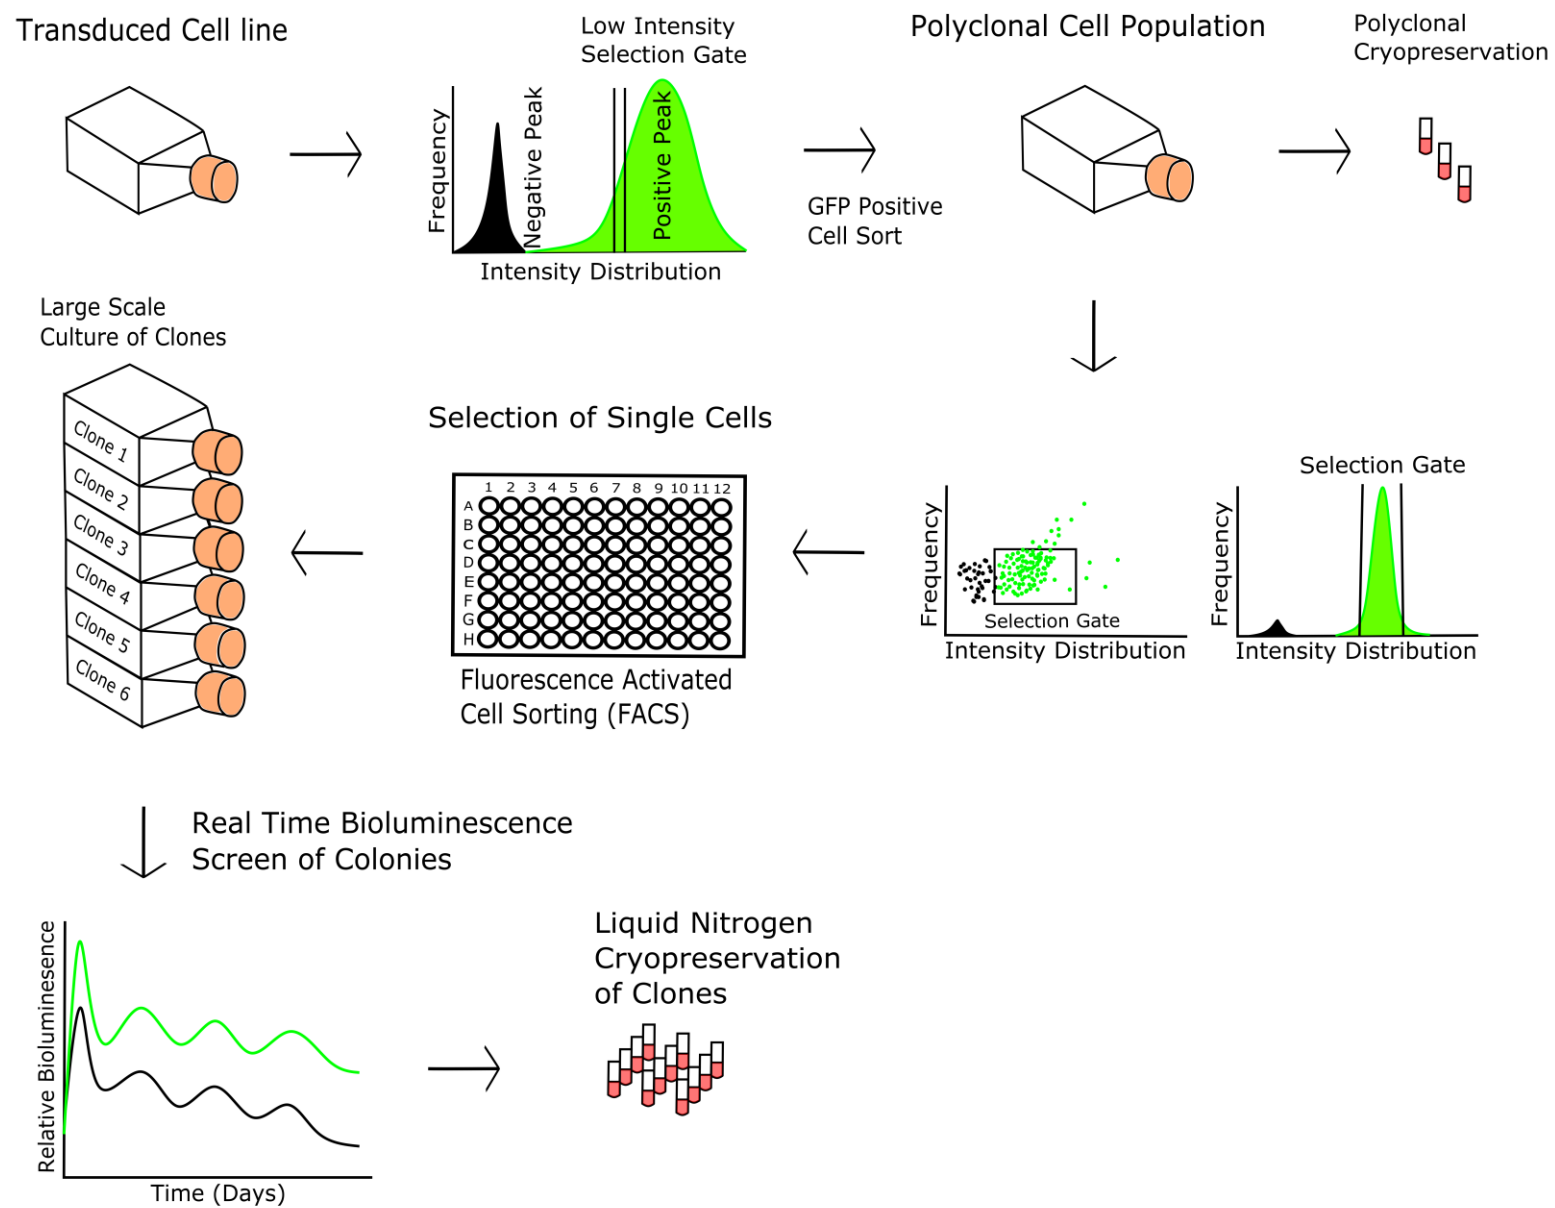 Transduced Cell line
Low Intensity
Selection Gate
Frequency
Negative Peak
Positive Peak
Intensity Distribution
GFP Positive
Cell Sort
Polyclonal Cell Population
Polyclonal
Cryopreservation
Large Scale
Culture of Clones
Clone 1
Clone 2
Clone 3
Clone 4
Clone 5
Clone 6
Selection of Single Cells
1 2 3 4 5 6 7 8 9 10 11 12
A
B
C
D
E
F
G
H
Fluorescence Activated
Cell Sorting (FACS)
Frequency
Selection Gate
Intensity Distribution
Selection Gate
Frequency
Intensity Distribution
Real Time Bioluminescence
Screen of Colonies
Relative Bioluminesence
Time (Days)
Liquid Nitrogen
Cryopreservation
of Clones